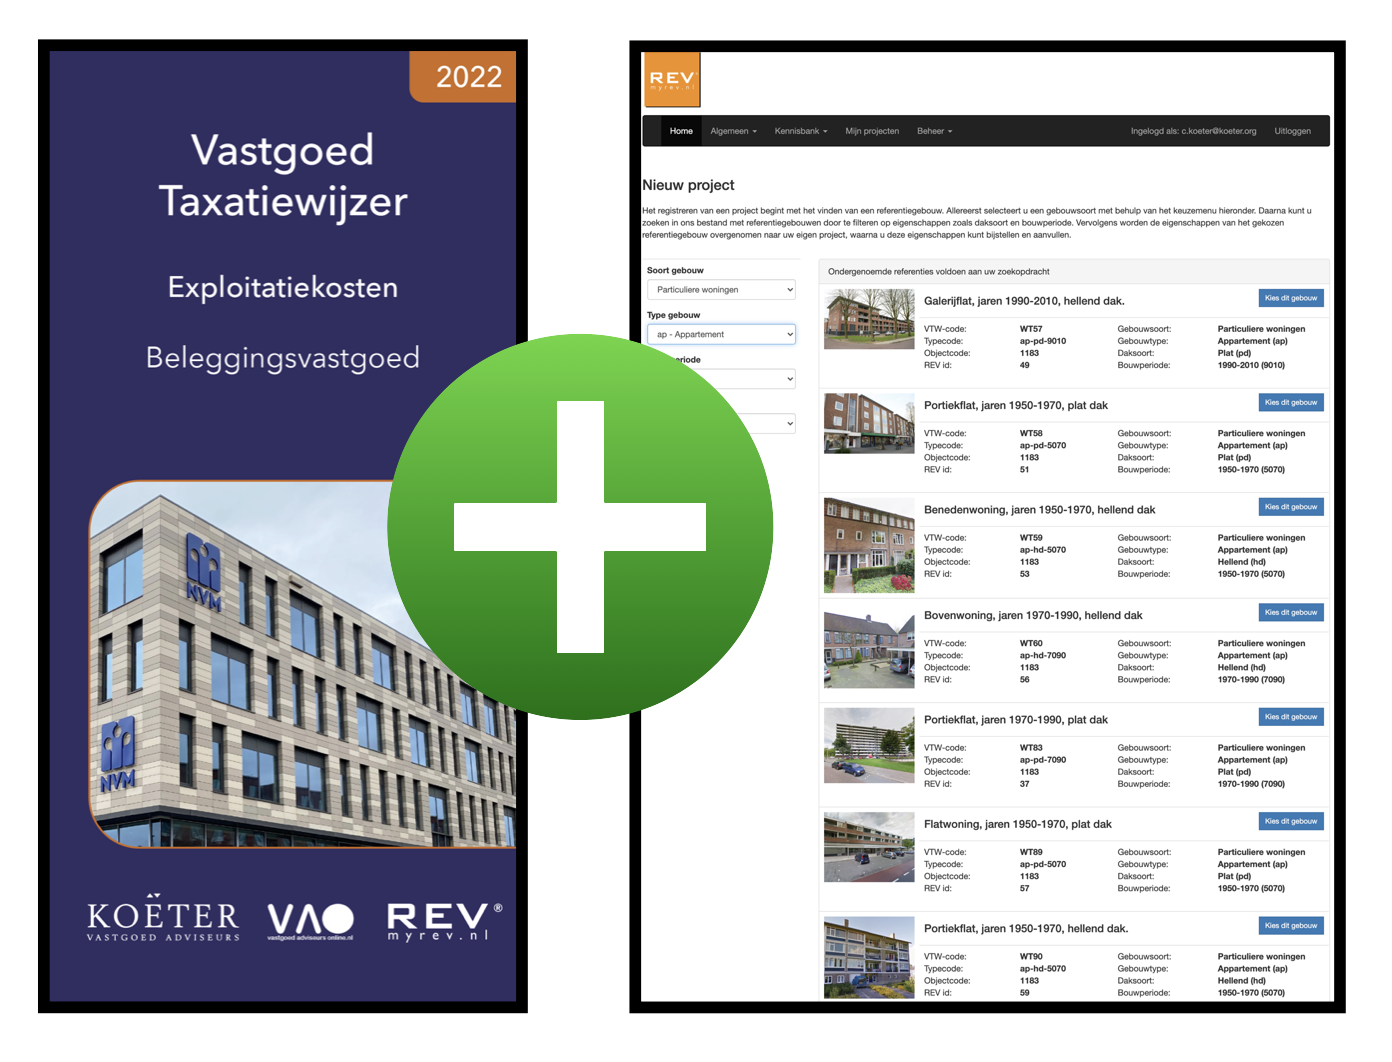 2022
Vastgoed
Taxatiewijzer
Exploitatiekosten
Beleggingsvastgoed
NVM
NVM
KOËTER
VASTGOED ADVISEURS
VAO
vastgoed adviseurs online.nl
REV®
myrev.nl
REV
myrev.nl
Home Algemeen Kennisbank Mijn projecten Beheer Ingelogd als: c.koeter@koeter.org Uitloggen
Nieuw project
Het registreren van een project begint met het vinden van een referentiegebouw. Allereerst selecteert u een gebouwsoort met behulp van het keuzemenu hieronder. Daarna kunt u
zoeken in ons bestand met referentiegebouwen door te filteren op eigenschappen zoals daksoort en bouwperiode. Vervolgens worden de eigenschappen van het gekozen
referentiegebouw overgenomen naar uw eigen project, waarna u deze eigenschappen kunt bijstellen en aanvullen.
Soort gebouw
Particuliere woningen
Type gebouw
ap - Appartement
eriode
Ondergenoemde referenties voldoen aan uw zoekopdracht
Galerijflat, jaren 1990-2010, hellend dak. Kies dit gebouw
VTW-code: WT57 Gebouwsoort: Particuliere woningen
Typecode: ap-pd-9010 Gebouwtype: Appartement (ap)
Objectcode: 1183 Daksoort: Plat (pd)
REV id: 49 Bouwperiode: 1990-2010 (9010)
Portiekflat, jaren 1950-1970, plat dak Kies dit gebouw
VTW-code: WT58 Gebouwsoort: Particuliere woningen
Typecode: ap-pd-5070 Gebouwtype: Appartement (ap)
Objectcode: 1183 Daksoort: Plat (pd)
REV id: 51 Bouwperiode: 1950-1970 (5070)
Benedenwoning, jaren 1950-1970, hellend dak Kies dit gebouw
VTW-code: WT59 Gebouwsoort: Particuliere woningen
Typecode: ap-hd-5070 Gebouwtype: Appartement (ap)
Objectcode: 1183 Daksoort: Hellend (hd)
REV id: 53 Bouwperiode: 1950-1970 (5070)
Bovenwoning, jaren 1970-1990, hellend dak Kies dit gebouw
VTW-code: WT60 Gebouwsoort: Particuliere woningen
Typecode: ap-hd-7090 Gebouwtype: Appartement (ap)
Objectcode: 1183 Daksoort: Hellend (hd)
REV id: 56 Bouwperiode: 1970-1990 (7090)
Portiekflat, jaren 1970-1990, plat dak Kies dit gebouw
VTW-code: WT83 Gebouwsoort: Particuliere woningen
Typecode: ap-pd-7090 Gebouwtype: Appartement (ap)
Objectcode: 1183 Daksoort: Plat (pd)
REV id: 37 Bouwperiode: 1970-1990 (7090)
Flatwoning, jaren 1950-1970, plat dak Kies dit gebouw
VTW-code: WT89 Gebouwsoort: Particuliere woningen
Typecode: ap-pd-5070 Gebouwtype: Appartement (ap)
Objectcode: 1183 Daksoort: Plat (pd)
REV id: 57 Bouwperiode: 1950-1970 (5070)
Portiekflat, jaren 1950-1970, hellend dak. Kies dit gebouw
VTW-code: WT90 Gebouwsoort: Particuliere woningen
Typecode: ap-hd-5070 Gebouwtype: Appartement (ap)
Objectcode: 1183 Daksoort: Hellend (hd)
REV id: 59 Bouwperiode: 1950-1970 (5070)